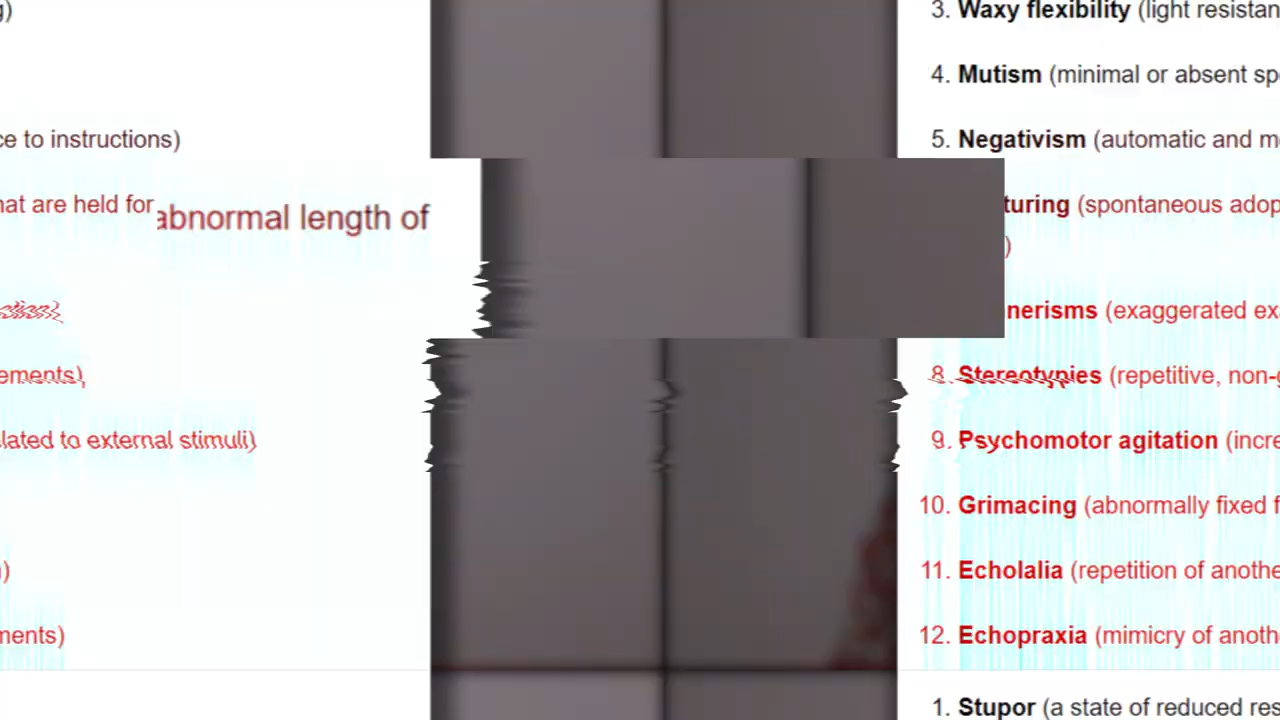 3. Waxy flexibility (light resistan
4. Mutism (minimal or absent sp
ce to instructions)
5. Negativism (automatic and m
hat are held for abnormal length of
turing (spontaneous adop
)
nerisms (exaggerated ex
ements)
8. Stereotypies (repetitive, non-g
lated to external stimuli)
9. Psychomotor agitation (incre
10. Grimacing (abnormally fixed f
11. Echolalia (repetition of anothe
ments)
12. Echopraxia (mimicry of anoth
1. Stupor (a state of reduced res